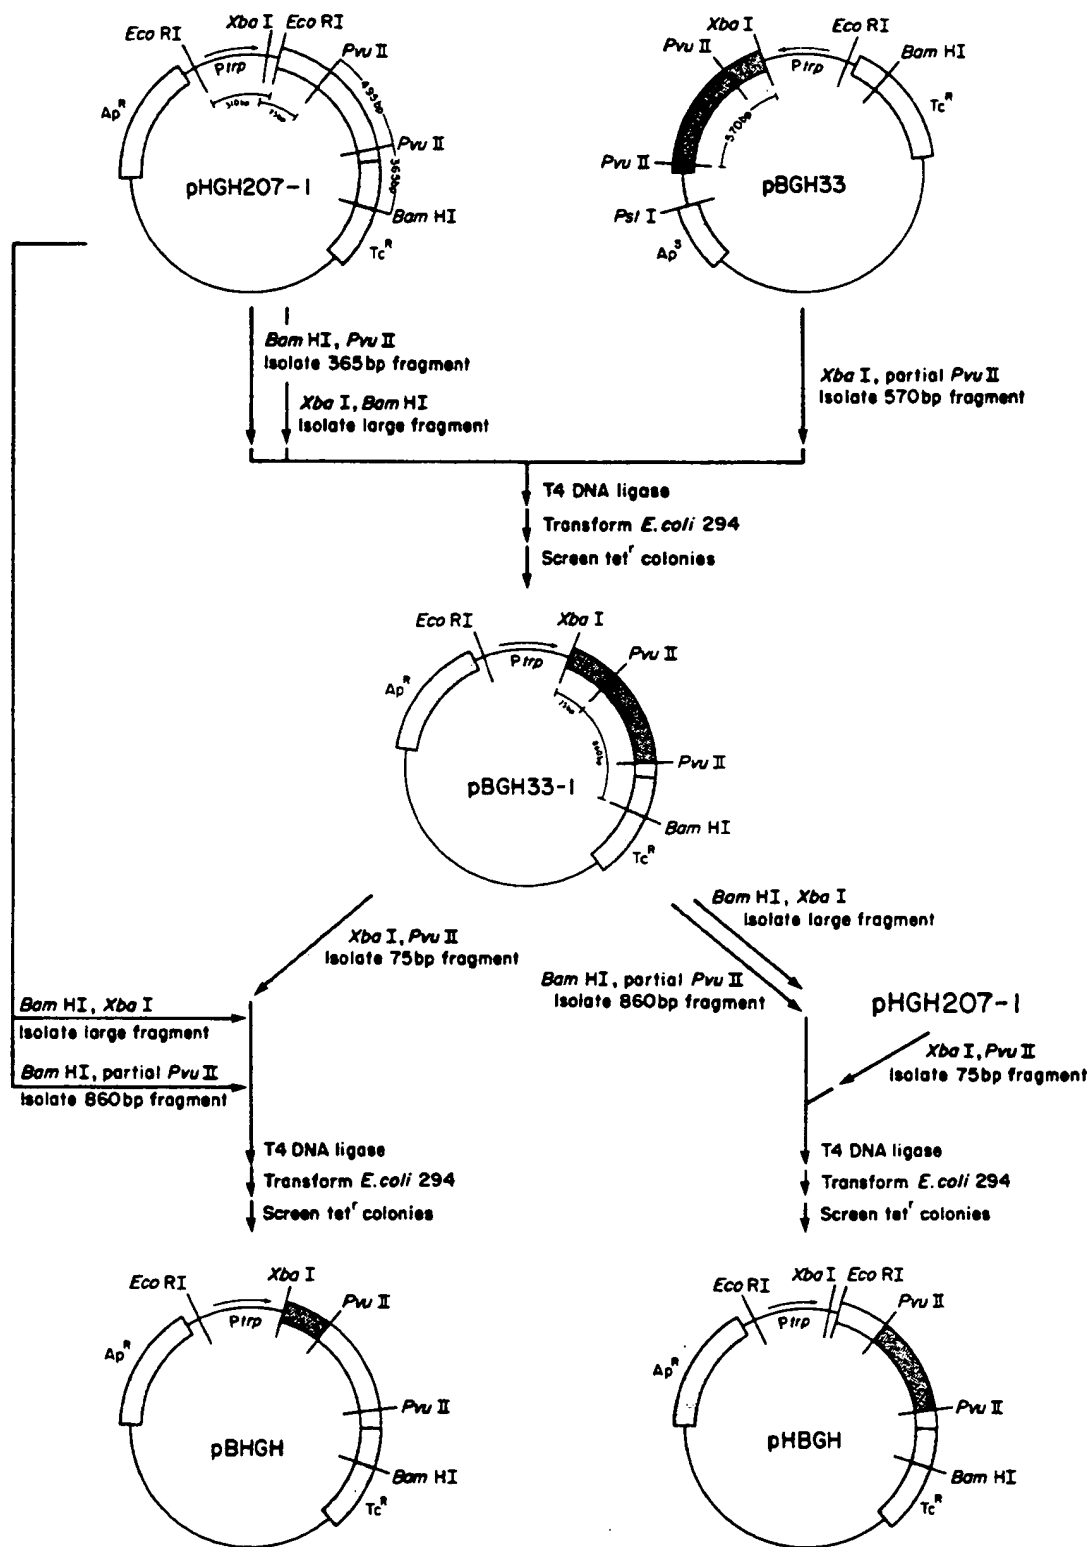 Eco RI
Xba I
Eco RI
Pvu II
Ptrp
Ap^R
310bp
495bp
Pvu II
365bp
pHGH207-1
Bam HI
Tc^R
Xba I
Pvu II
Eco RI
Bam HI
Ptrp
Tc^R
570bp
Pvu II
pBGH33
Pst I
Ap^S
Bam HI, Pvu II
Isolate 365bp fragment
Xba I, Bam HI
Isolate large fragment
Xba I, partial Pvu II
Isolate 570bp fragment
T4 DNA ligase
Transform E.coli 294
Screen tet^r colonies
Eco RI
Xba I
Ptrp
Pvu II
Ap^R
75bp
860bp
Pvu II
pBGH33-1
Bam HI
Tc^R
Xba I, Pvu II
Isolate 75bp fragment
Bam HI, Xba I
Isolate large fragment
Bam HI, partial Pvu II
Isolate 860bp fragment
Bam HI, Xba I
Isolate large fragment
Bam HI, partial Pvu II
Isolate 860bp fragment
pHGH207-1
Xba I, Pvu II
Isolate 75bp fragment
T4 DNA ligase
Transform E.coli 294
Screen tet^r colonies
T4 DNA ligase
Transform E.coli 294
Screen tet^r colonies
Eco RI
Xba I
Ptrp
Pvu II
Ap^R
Pvu II
pBHGH
Bam HI
Tc^R
Eco RI
Xba I
Eco RI
Ptrp
Pvu II
Ap^R
Pvu II
pHBGH
Bam HI
Tc^R